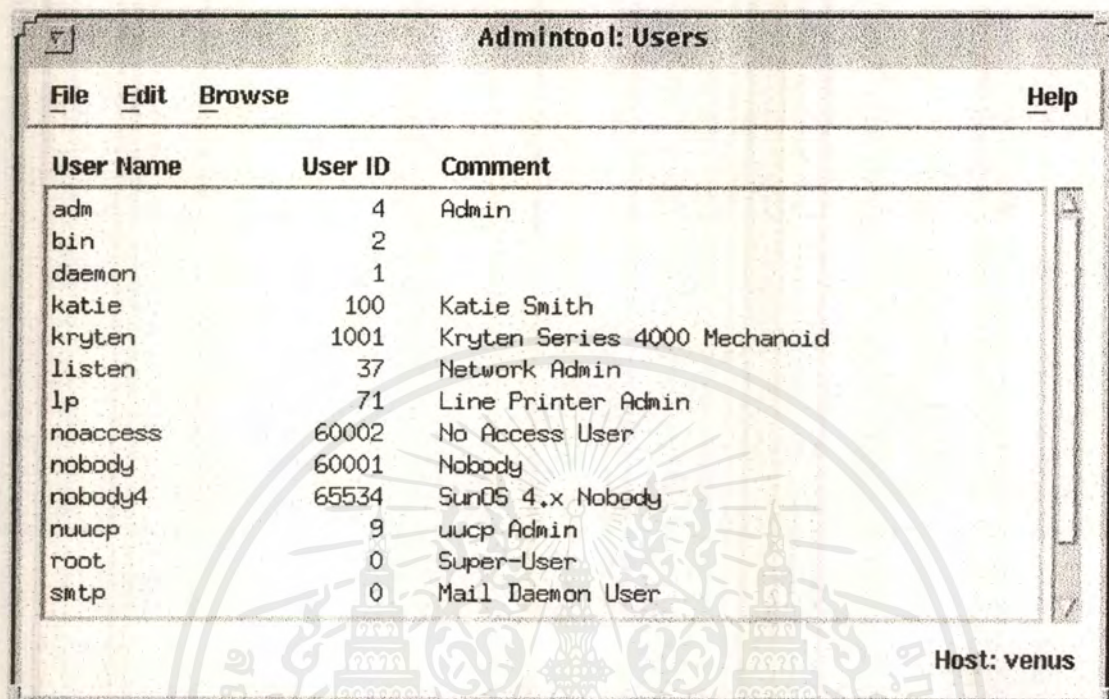 Admintool: Users
File Edit Browse Help
User Name User ID Comment
adm 4 Admin
bin 2
daemon 1
katie 100 Katie Smith
kryten 1001 Kryten Series 4000 Mechanoid
listen 37 Network Admin
lp 71 Line Printer Admin
noaccess 60002 No Access User
nobody 60001 Nobody
nobody4 65534 SunOS 4.x Nobody
nuucp 9 uucp Admin
root 0 Super-User
smtp 0 Mail Daemon User
Host: venus